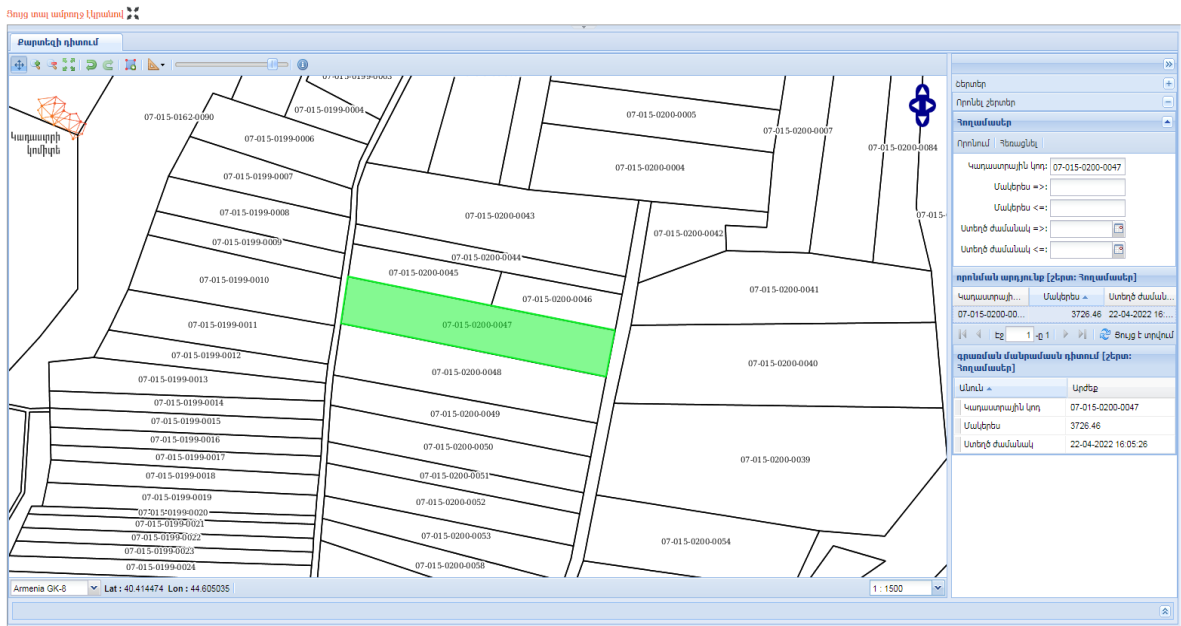 Ցույց տալ ամբողջ էկրանով
Քարտեզի դիտում
Կադաստրի
կոմիտե
07-015-0199-0003
07-015-0199-0004
07-015-0162-0090
07-015-0199-0006
07-015-0199-0007
07-015-0199-0008
07-015-0199-0009
07-015-0199-0010
07-015-0199-0011
07-015-0199-0012
07-015-0199-0013
07-015-0199-0014
07-015-0199-0015
07-015-0199-0016
07-015-0199-0017
07-015-0199-0018
07-015-0199-0019
07-015-0199-0020
07-015-0199-0021
07-015-0199-0022
07-015-0199-0023
07-015-0199-0024
07-015-0200-0005
07-015-0200-0007
07-015-0200-0084
07-015-0200-0004
07-015-0200-0043
07-015-
07-015-0200-0042
07-015-0200-0044
07-015-0200-0045
07-015-0200-0046
07-015-0200-0041
07-015-0200-0047
07-015-0200-0040
07-015-0200-0048
07-015-0200-0049
07-015-0200-0050
07-015-0200-0039
07-015-0200-0051
07-015-0200-0052
07-015-0200-0053
07-015-0200-0054
07-015-0200-0058
Armenia GK-8 Lat : 40.414474 Lon : 44.605035
1 : 1500
Շերտեր
Որոնել շերտեր
Հողամասեր
Որոնում Հեռացնել
Կադաստրային կոդ: 07-015-0200-0047
Մակերես =>:
Մակերես <=:
Ստեղծ ժամանակ =>:
Ստեղծ ժամանակ <=:
որոնման արդյունք [շերտ: Հողամասեր]
Կադաստրայի... Մակերես Ստեղծ ժաման...
07-015-0200-00... 3726.46 22-04-2022 16:...
Էջ 1 -ը 1 Ցույց է տրվում
գրառման մանրամասն դիտում [շերտ:
Հողամասեր]
Անուն Արժեք
Կադաստրային կոդ 07-015-0200-0047
Մակերես 3726.46
Ստեղծ ժամանակ 22-04-2022 16:05:26